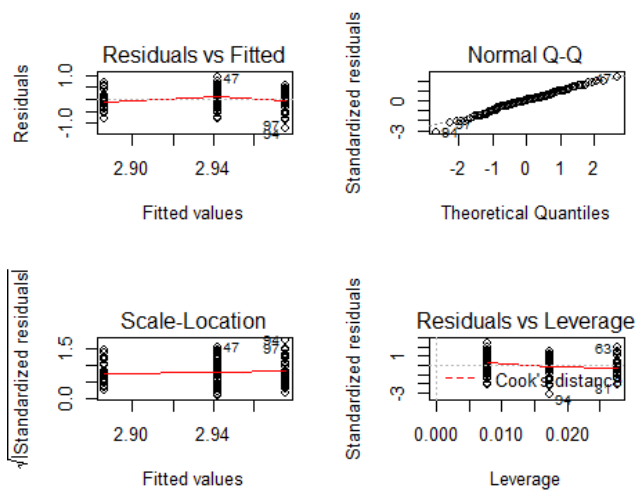 Residuals vs Fitted
Residuals
1.0
-1.0
47
97
94
2.90
2.94
Fitted values
Normal Q-Q
Standardized residuals
0
-3
47
97
94
-2
-1
0
1
2
Theoretical Quantiles
Scale-Location
√|Standardized residuals|
1.5
0.0
47
94
97
2.90
2.94
Fitted values
Residuals vs Leverage
Standardized residuals
1
-3
63
Cook's distance
81
94
0.000
0.010
0.020
Leverage